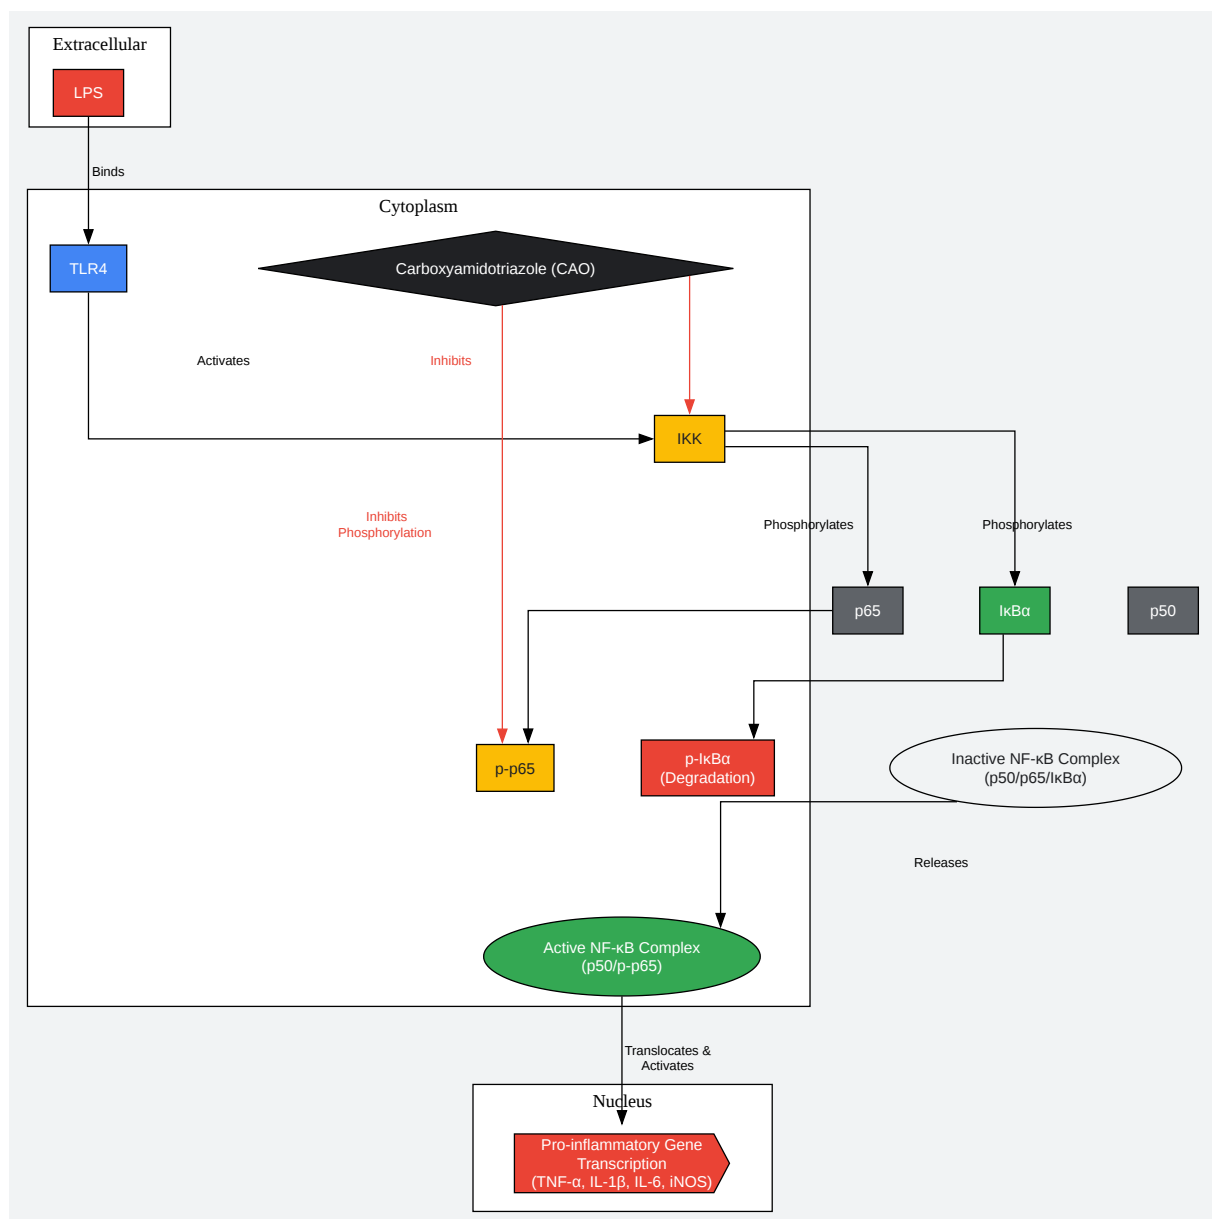 Extracellular
LPS
Binds
Cytoplasm
TLR4
Carboxyamidotriazole (CAO)
Activates
Inhibits
IKK
Inhibits
Phosphorylation
Phosphorylates
Phosphorylates
p65
IκBα
p50
p-p65
p-IκBα
(Degradation)
Inactive NF-κB Complex
(p50/p65/IκBα)
Releases
Active NF-κB Complex
(p50/p-p65)
Translocates &
Activates
Nucleus
Pro-inflammatory Gene
Transcription
(TNF-α, IL-1β, IL-6, iNOS)